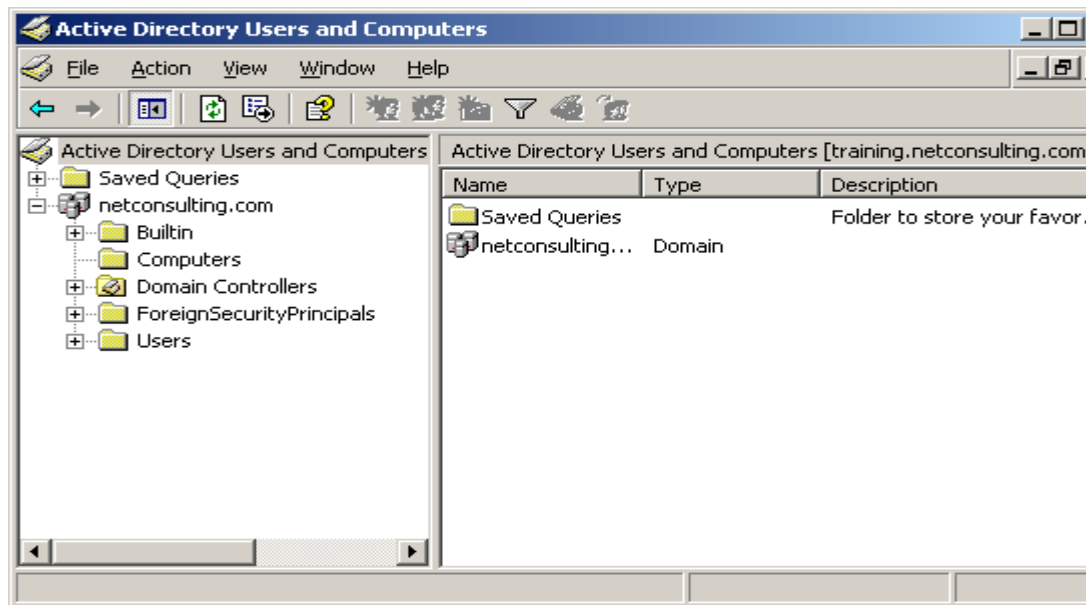 Active Directory Users and Computers
File Action View Window Help
Active Directory Users and Computers
Saved Queries
netconsulting.com
Builtin
Computers
Domain Controllers
ForeignSecurityPrincipals
Users
Active Directory Users and Computers [training.netconsulting.com
Name Type Description
Saved Queries Folder to store your favor.
netconsulting... Domain